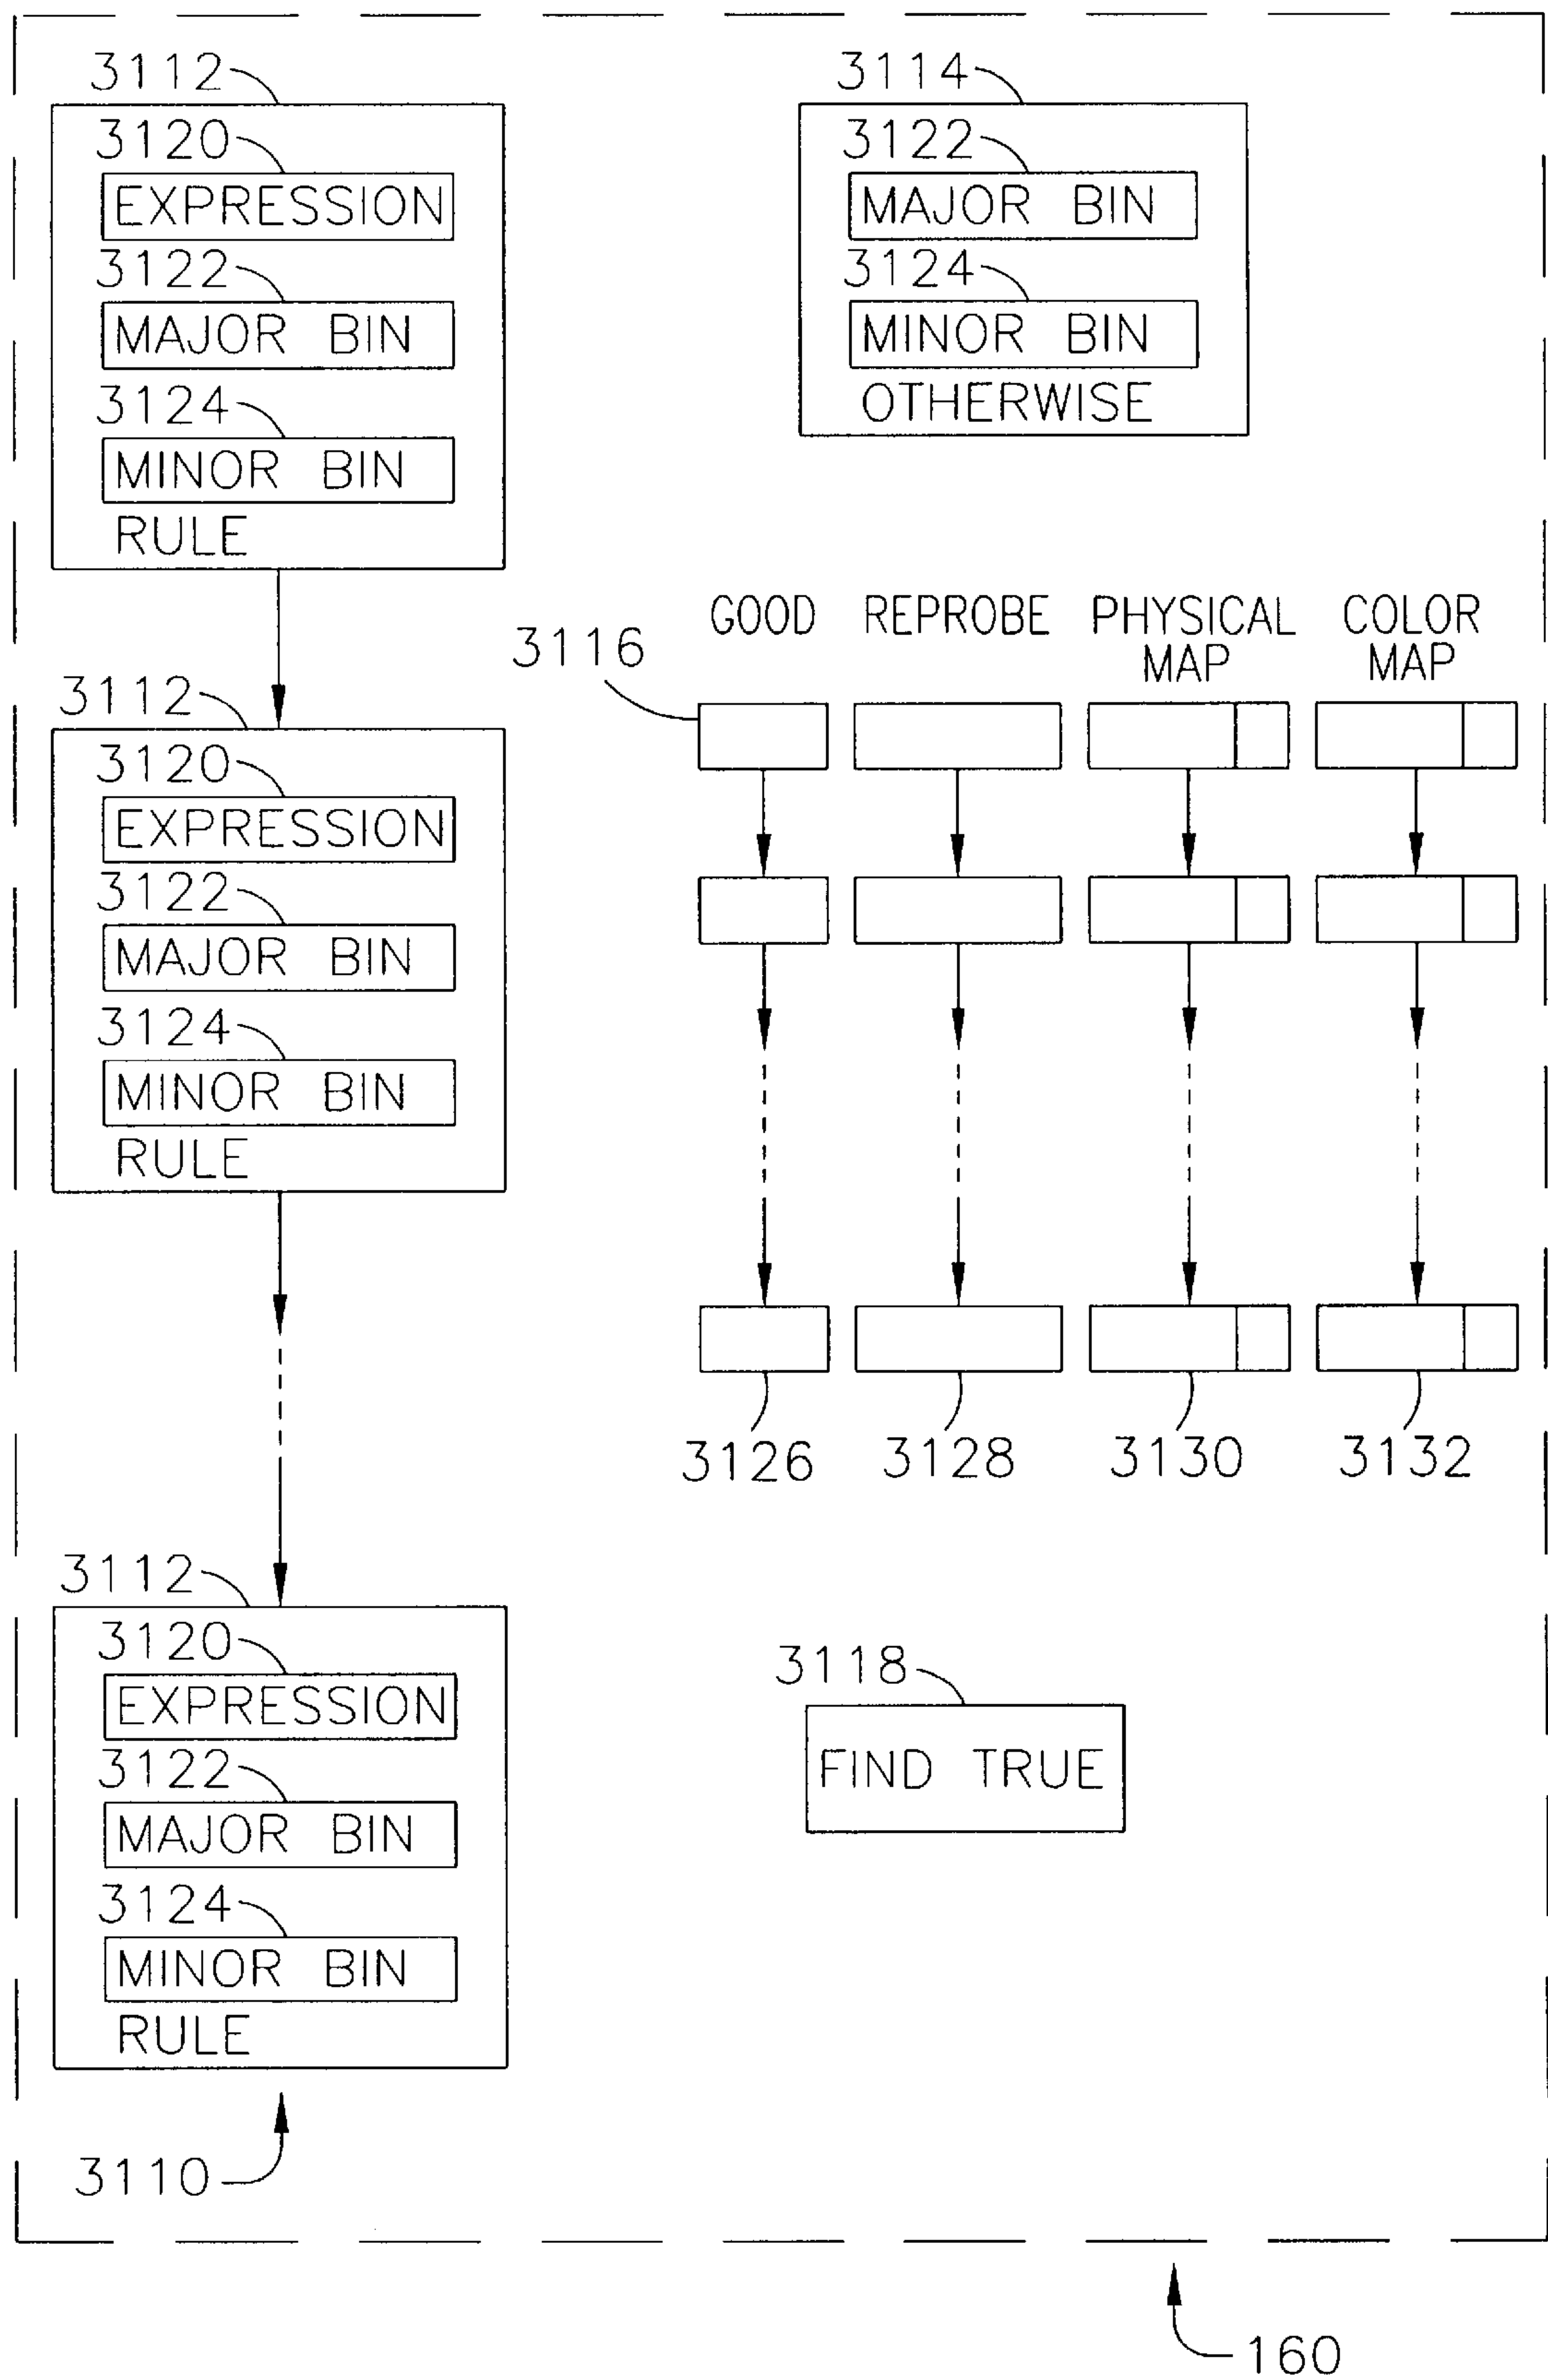 3112
3120
EXPRESSION
3122
MAJOR BIN
3124
MINOR BIN
RULE
3114
3122
MAJOR BIN
3124
MINOR BIN
OTHERWISE
3112
3120
EXPRESSION
3122
MAJOR BIN
3124
MINOR BIN
RULE
3116
GOOD
REPROBE
PHYSICAL
MAP
COLOR
MAP
3126
3128
3130
3132
3112
3120
EXPRESSION
3122
MAJOR BIN
3124
MINOR BIN
RULE
3118
FIND TRUE
3110
160